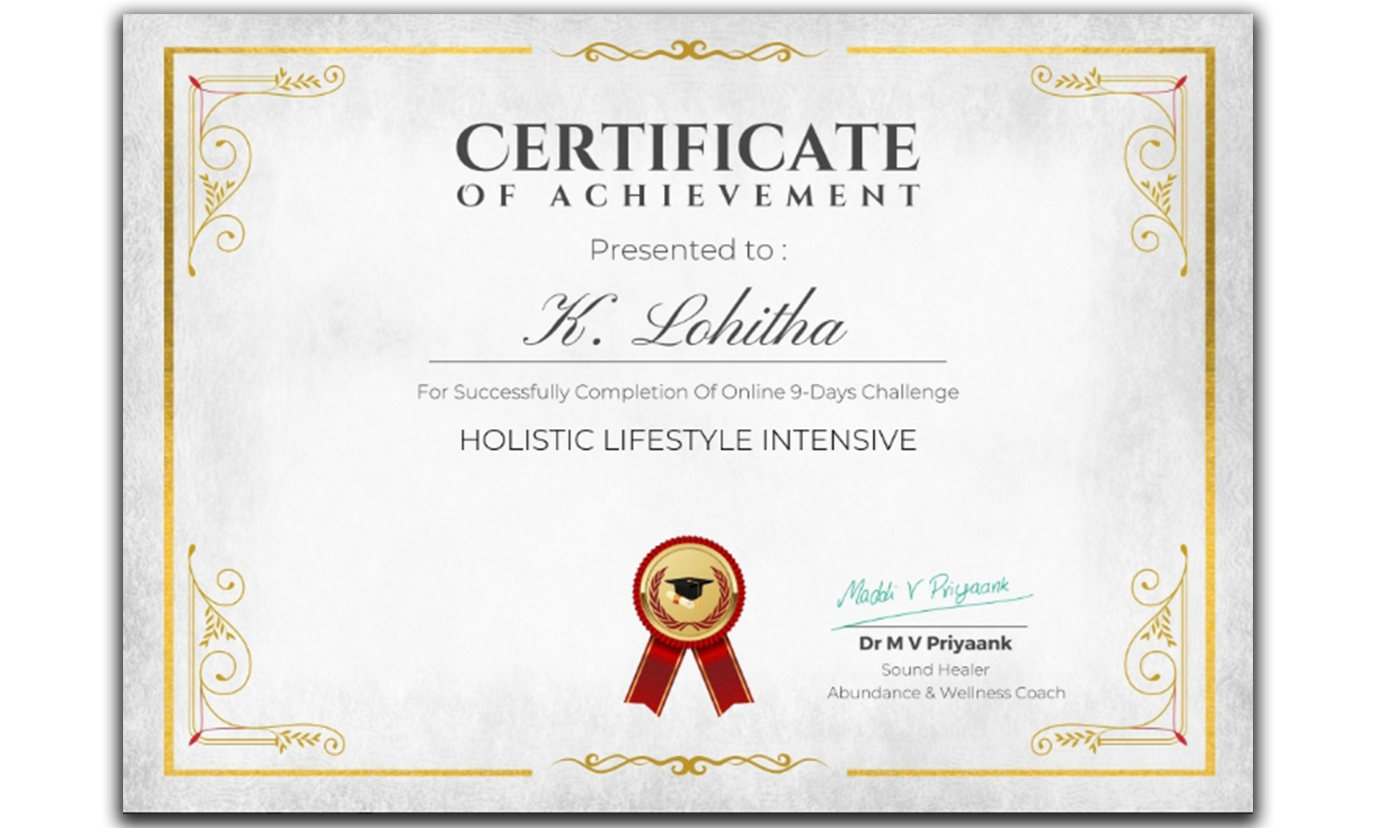 CERTIFICATE
OF ACHIEVEMENT
Presented to :
K. Lohitha
For Successfully Completion Of Online 9-Days Challenge
HOLISTIC LIFESTYLE INTENSIVE
Maddi V Priyaank
Dr M V Priyaank
Sound Healer
Abundance & Wellness Coach